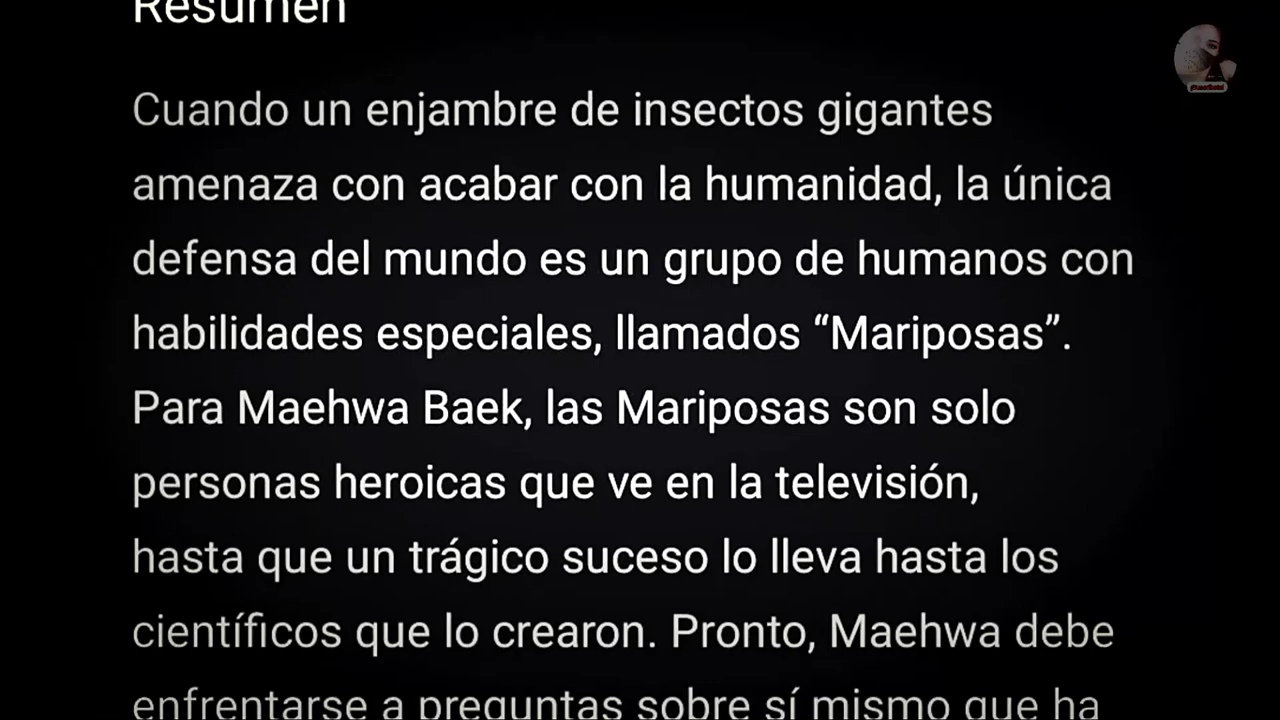 Resumen
Cuando un enjambre de insectos gigantes
amenaza con acabar con la humanidad, la única
defensa del mundo es un grupo de humanos con
habilidades especiales, llamados “Mariposas”.
Para Maehwa Baek, las Mariposas son solo
personas heroicas que ve en la televisión,
hasta que un trágico suceso lo lleva hasta los
científicos que lo crearon. Pronto, Maehwa debe
enfrentarse a preguntas sobre sí mismo que ha